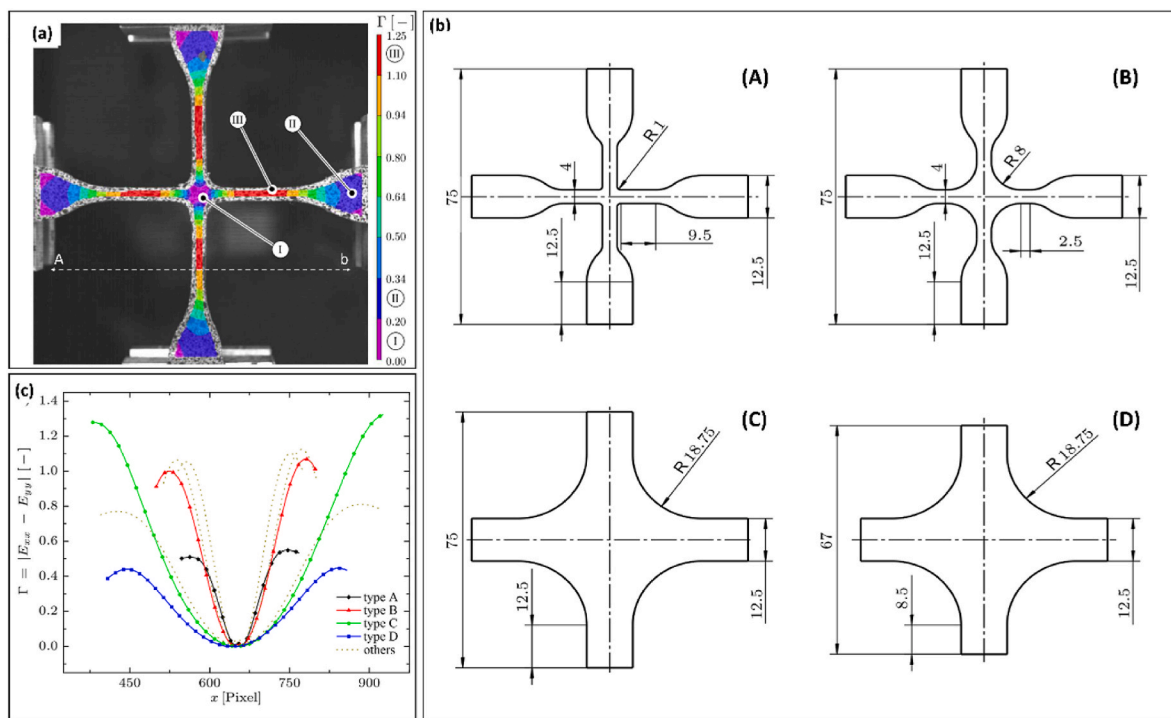 (a)
Γ [−]
1.25
III
1.10
0.94
0.80
0.64
0.50
0.34
II
0.20
I
0.00
III
II
I
A
b
(b)
(A)
75
4
R 1
12.5
9.5
12.5
(B)
75
4
R 8
12.5
2.5
12.5
(C)
75
R 18.75
12.5
12.5
(D)
67
R 18.75
8.5
12.5
(c)
Γ = |Exx − Eyy| [−]
1.4
1.2
1.0
0.8
0.6
0.4
0.2
0.0
type A
type B
type C
type D
others
450
600
750
900
x [Pixel]